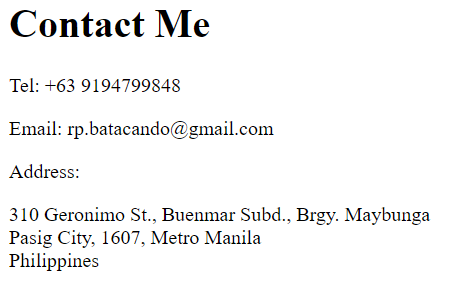 Contact Me
Tel: +63 9194799848
Email: rp.batacando@gmail.com
Address:
310 Geronimo St., Buenmar Subd., Brgy. Maybunga
Pasig City, 1607, Metro Manila
Philippines